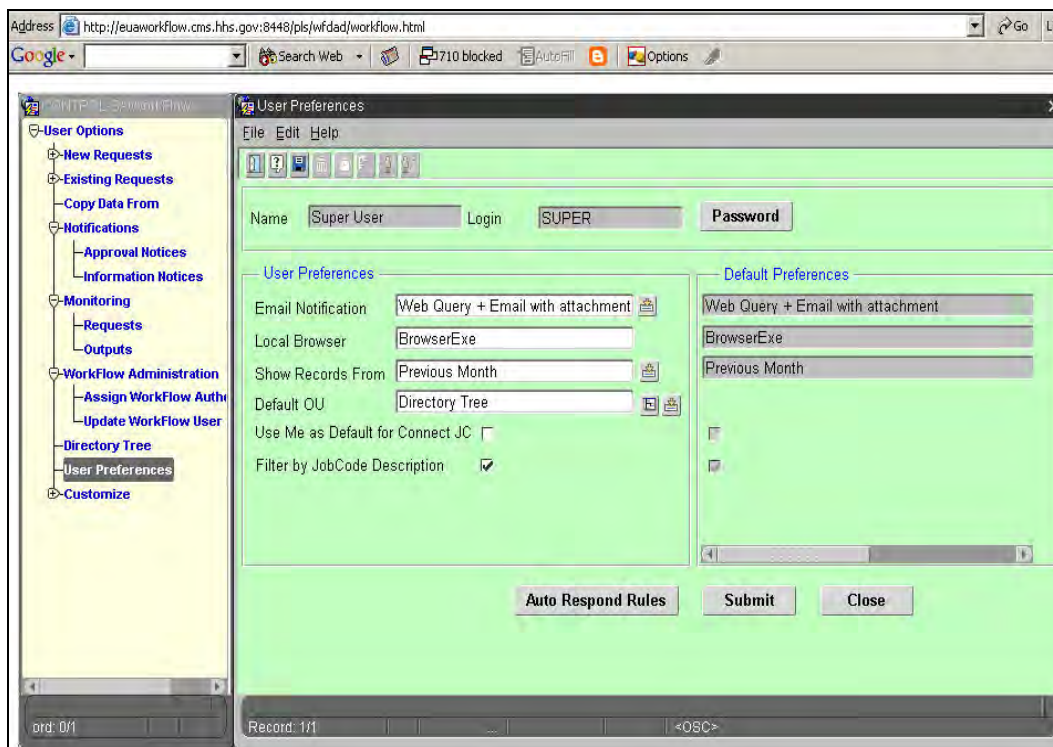 Address http://euaworkflow.cms.hhs.gov:8448/pls/wfdad/workflow.html Go
Google Search Web 710 blocked AutoFill Options
User Options
New Requests
Existing Requests
Copy Data From
Notifications
Approval Notices
Information Notices
Monitoring
Requests
Outputs
WorkFlow Administration
Assign WorkFlow Autho
Update WorkFlow User
Directory Tree
User Preferences
Customize
ord: 0/1
User Preferences
File Edit Help
Name Super User Login SUPER Password
User Preferences
Email Notification Web Query + Email with attachment
Local Browser BrowserExe
Show Records From Previous Month
Default OU Directory Tree
Use Me as Default for Connect JC
Filter by JobCode Description
Default Preferences
Web Query + Email with attachment
BrowserExe
Previous Month
Auto Respond Rules Submit Close
Record: 1/1 ... <OSC>